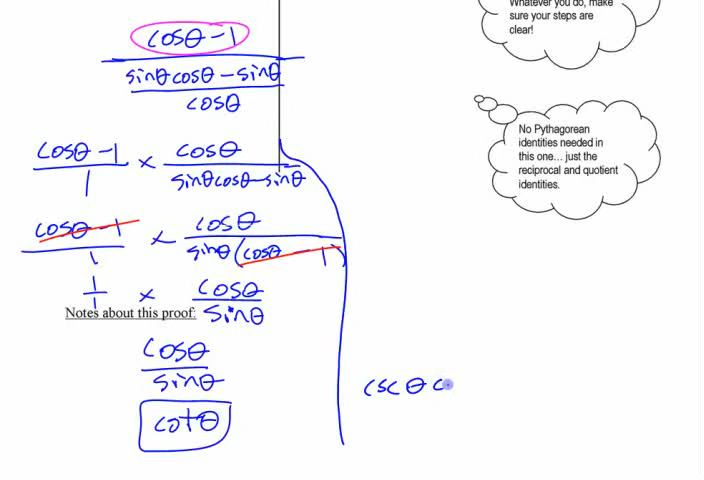 Whatever you do, make
sure your steps are
clear!
cosθ - 1
sinθcosθ - sinθ
cosθ
No Pythagorean
identities needed in
this one... just the
reciprocal and quotient
identities.
cosθ - 1 × cosθ
1 sinθcosθ - sinθ
cosθ - 1 × cosθ
1 sinθ(cosθ - 1)
1 × cosθ
1 sinθ
Notes about this proof:
cosθ
sinθ
cscθ c
cotθ